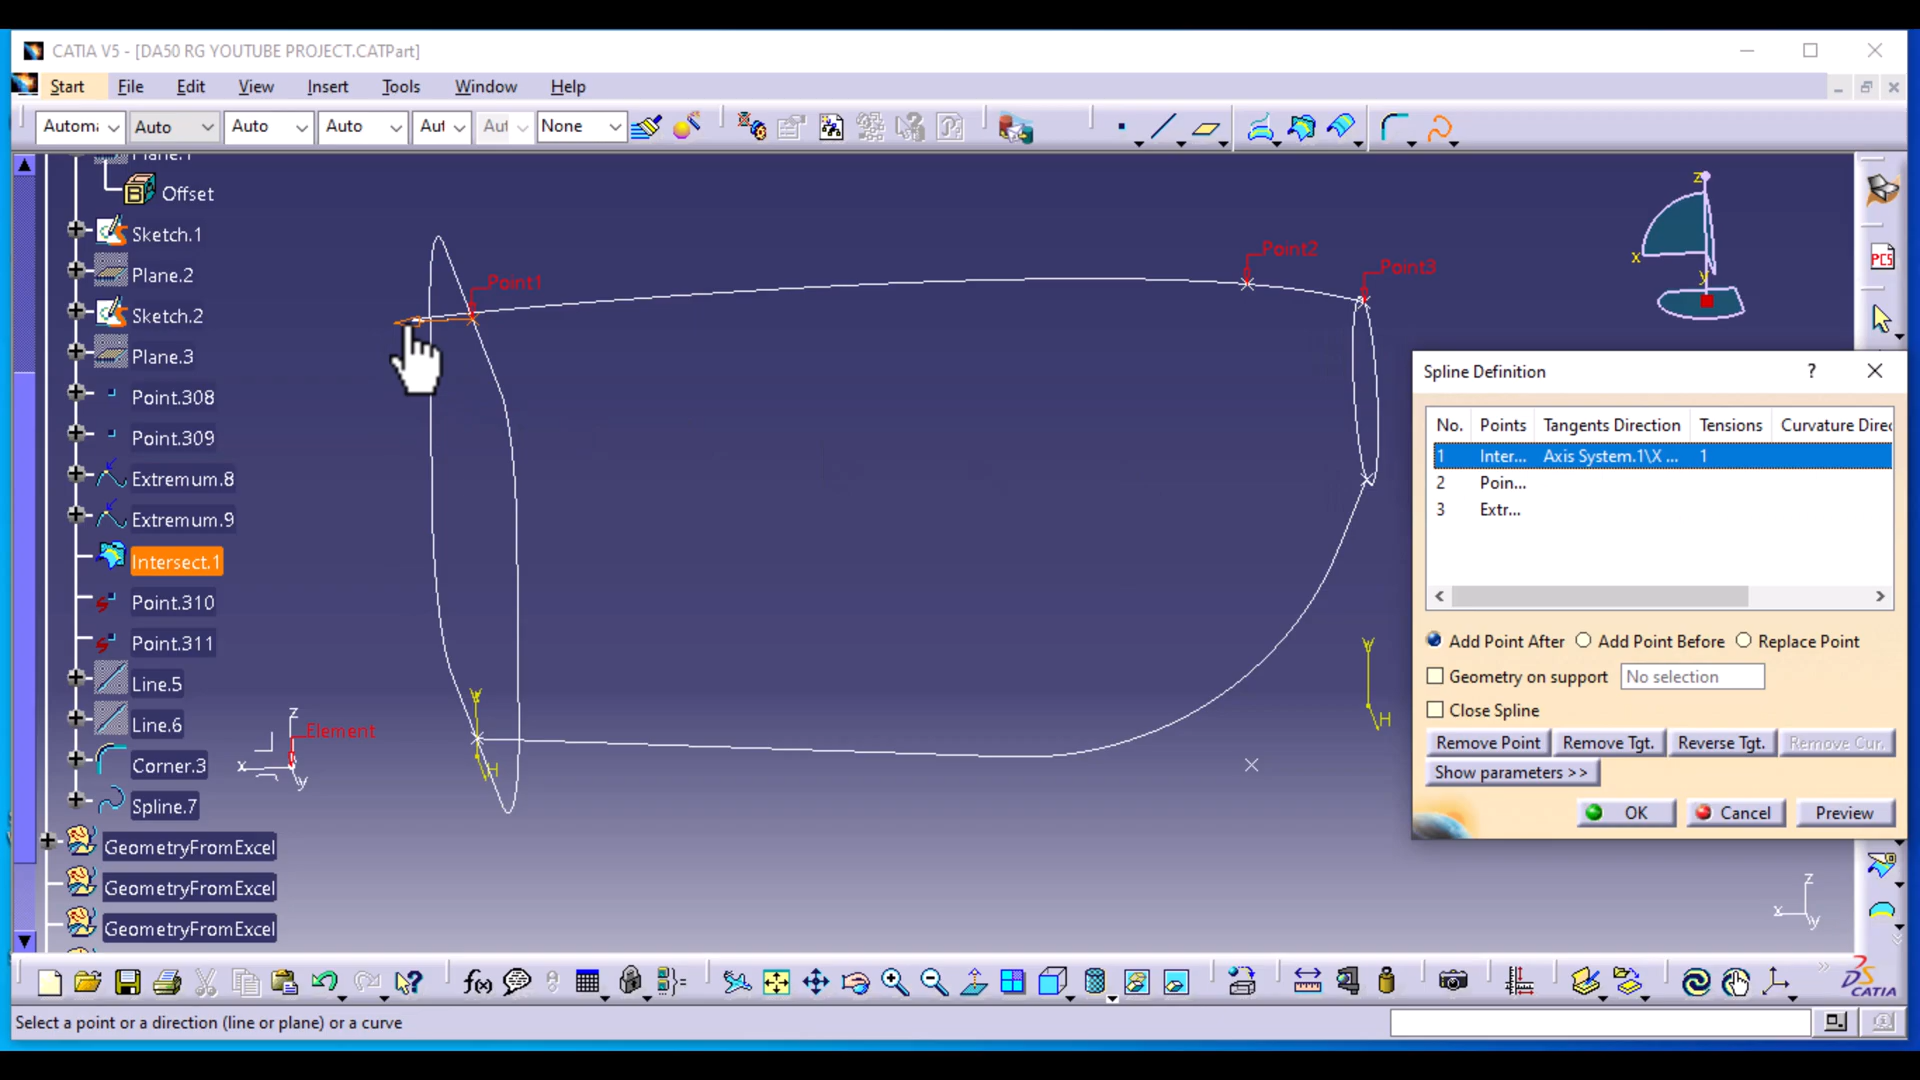 CATIA V5 - [DA50 RG YOUTUBE PROJECT.CATPart]
Start File Edit View Insert Tools Window Help
Auto Auto Auto None
Plane.1
Offset
Sketch.1
Plane.2
Sketch.2
Plane.3
Point.308
Point.309
Extremum.8
Extremum.9
Intersect.1
Point.310
Point.311
Line.5
Line.6
Corner.3
Spline.7
GeometryFromExcel
GeometryFromExcel
GeometryFromExcel
Point1
Point2
Point3
Element
z
x
y
V
H
V
H
z
x
y
z
x
y
PCS
Spline Definition ?
No. Points Tangents Direction Tensions Curvature Direc
1 Inter... Axis System.1\X ... 1
2 Poin...
3 Extr...
Add Point After Add Point Before Replace Point
Geometry on support No selection
Close Spline
Remove Point Remove Tgt. Reverse Tgt. Remove Cur.
Show parameters >>
OK Cancel Preview
f(x)
CATIA
Select a point or a direction (line or plane) or a curve